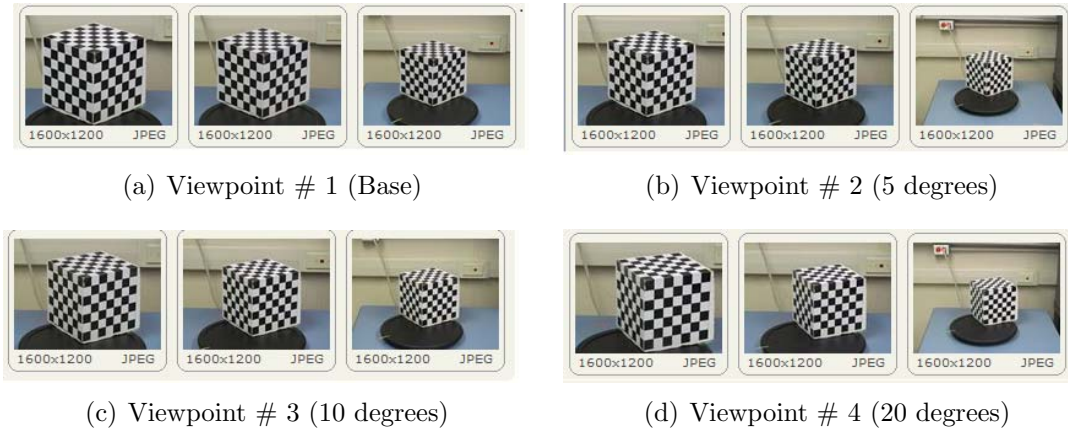 1600x1200 JPEG 1600x1200 JPEG 1600x1200 JPEG
1600x1200 JPEG 1600x1200 JPEG 1600x1200 JPEG
(a) Viewpoint # 1 (Base)
(b) Viewpoint # 2 (5 degrees)
1600x1200 JPEG 1600x1200 JPEG 1600x1200 JPEG
1600x1200 JPEG 1600x1200 JPEG 1600x1200 JPEG
(c) Viewpoint # 3 (10 degrees)
(d) Viewpoint # 4 (20 degrees)